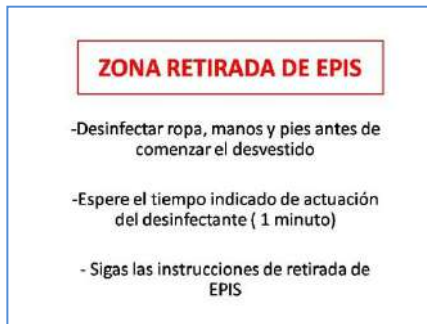 ZONA RETIRADA DE EPIS
-Desinfectar ropa, manos y pies antes de
comenzar el desvestido
-Espere el tiempo indicado de actuación
del desinfectante ( 1 minuto)
- Sigas las instrucciones de retirada de
EPIS